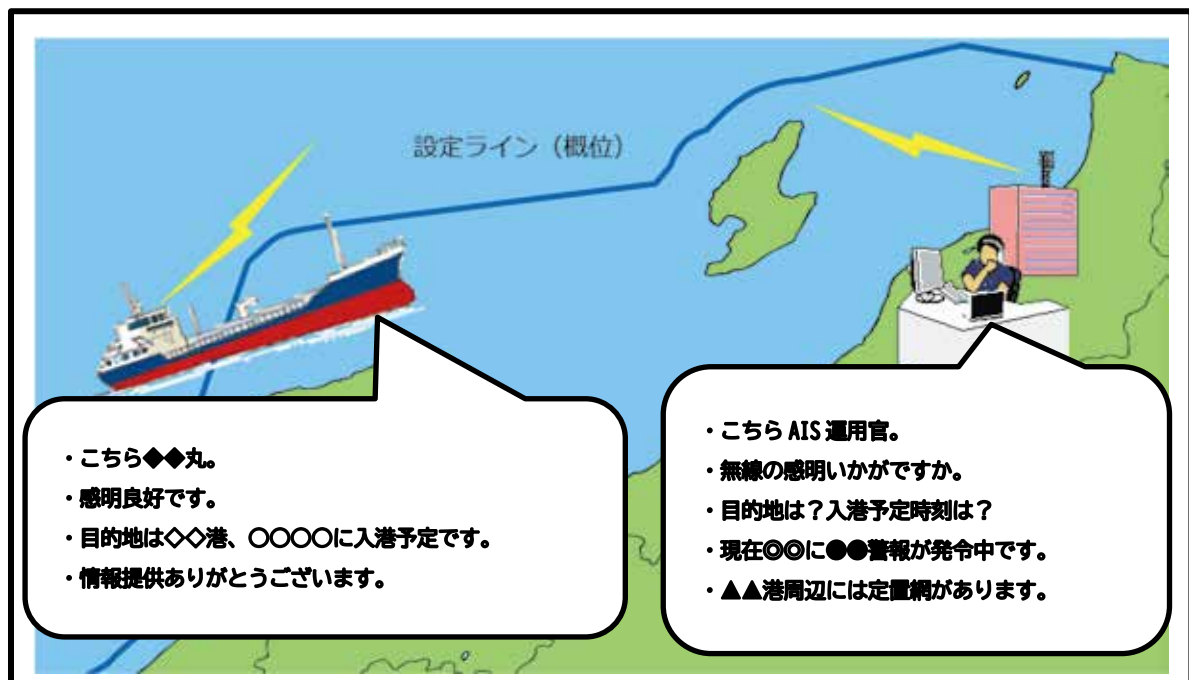 設定ライン（概位）
・こちら◆◆丸。
・感明良好です。
・目的地は◇◇港、〇〇〇〇に入港予定です。
・情報提供ありがとうございます。
・こちら AIS 運用官。
・無線の感明いかがですか。
・目的地は？入港予定時刻は？
・現在◎◎に●●警報が発令中です。
・▲▲港周辺には定置網があります。